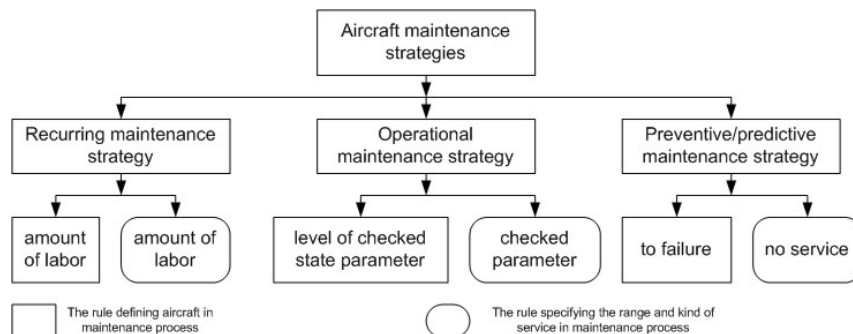 Aircraft maintenance
strategies
Recurring maintenance
strategy
Operational
maintenance strategy
Preventive/predictive
maintenance strategy
amount
of labor
amount of
labor
level of checked
state parameter
checked
parameter
to failure
no service
The rule defining aircraft in
maintenance process
The rule specifying the range and kind of
service in maintenance process